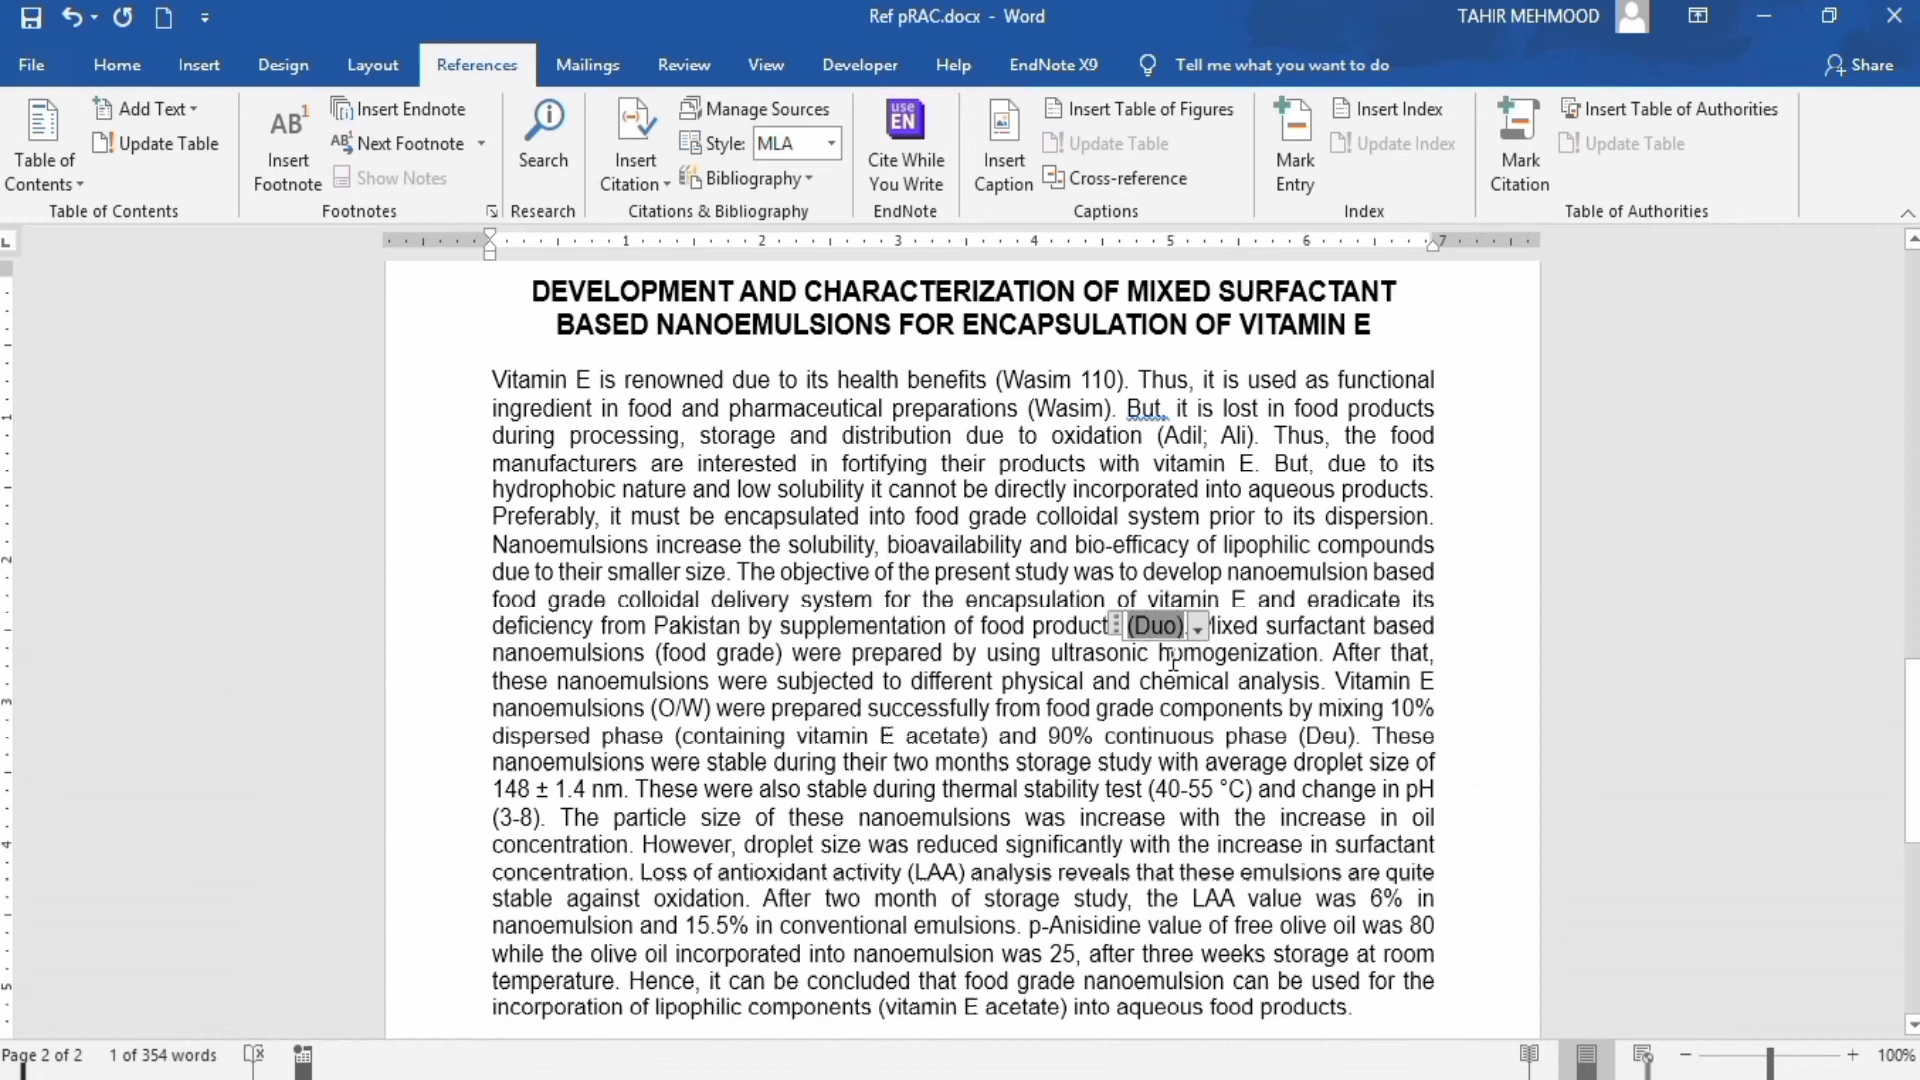 Ref pRAC.docx - Word
TAHIR MEHMOOD
File Home Insert Design Layout References Mailings Review View Developer Help EndNote X9 Tell me what you want to do Share
Table of Contents
Add Text
Update Table
Table of Contents
AB1 Insert Footnote
Insert Endnote
AB1 Next Footnote
Show Notes
Footnotes
Search
Research
Insert Citation
Manage Sources
Style: MLA
Bibliography
Citations & Bibliography
use EN
Cite While You Write
EndNote
Insert Caption
Insert Table of Figures
Update Table
Cross-reference
Captions
Mark Entry
Insert Index
Update Index
Index
Mark Citation
Insert Table of Authorities
Update Table
Table of Authorities
L
1 2 3 4 5 6 7
DEVELOPMENT AND CHARACTERIZATION OF MIXED SURFACTANT
BASED NANOEMULSIONS FOR ENCAPSULATION OF VITAMIN E
Vitamin E is renowned due to its health benefits (Wasim 110). Thus, it is used as functional
ingredient in food and pharmaceutical preparations (Wasim). But, it is lost in food products
during processing, storage and distribution due to oxidation (Adil; Ali). Thus, the food
manufacturers are interested in fortifying their products with vitamin E. But, due to its
hydrophobic nature and low solubility it cannot be directly incorporated into aqueous products.
Preferably, it must be encapsulated into food grade colloidal system prior to its dispersion.
Nanoemulsions increase the solubility, bioavailability and bio-efficacy of lipophilic compounds
due to their smaller size. The objective of the present study was to develop nanoemulsion based
food grade colloidal delivery system for the encapsulation of vitamin E and eradicate its
deficiency from Pakistan by supplementation of food product (Duo). Mixed surfactant based
nanoemulsions (food grade) were prepared by using ultrasonic homogenization. After that,
these nanoemulsions were subjected to different physical and chemical analysis. Vitamin E
nanoemulsions (O/W) were prepared successfully from food grade components by mixing 10%
dispersed phase (containing vitamin E acetate) and 90% continuous phase (Deu). These
nanoemulsions were stable during their two months storage study with average droplet size of
148 ± 1.4 nm. These were also stable during thermal stability test (40-55 °C) and change in pH
(3-8). The particle size of these nanoemulsions was increase with the increase in oil
concentration. However, droplet size was reduced significantly with the increase in surfactant
concentration. Loss of antioxidant activity (LAA) analysis reveals that these emulsions are quite
stable against oxidation. After two month of storage study, the LAA value was 6% in
nanoemulsion and 15.5% in conventional emulsions. p-Anisidine value of free olive oil was 80
while the olive oil incorporated into nanoemulsion was 25, after three weeks storage at room
temperature. Hence, it can be concluded that food grade nanoemulsion can be used for the
incorporation of lipophilic components (vitamin E acetate) into aqueous food products.
1
2
3
4
5
Page 2 of 2 1 of 354 words 100%